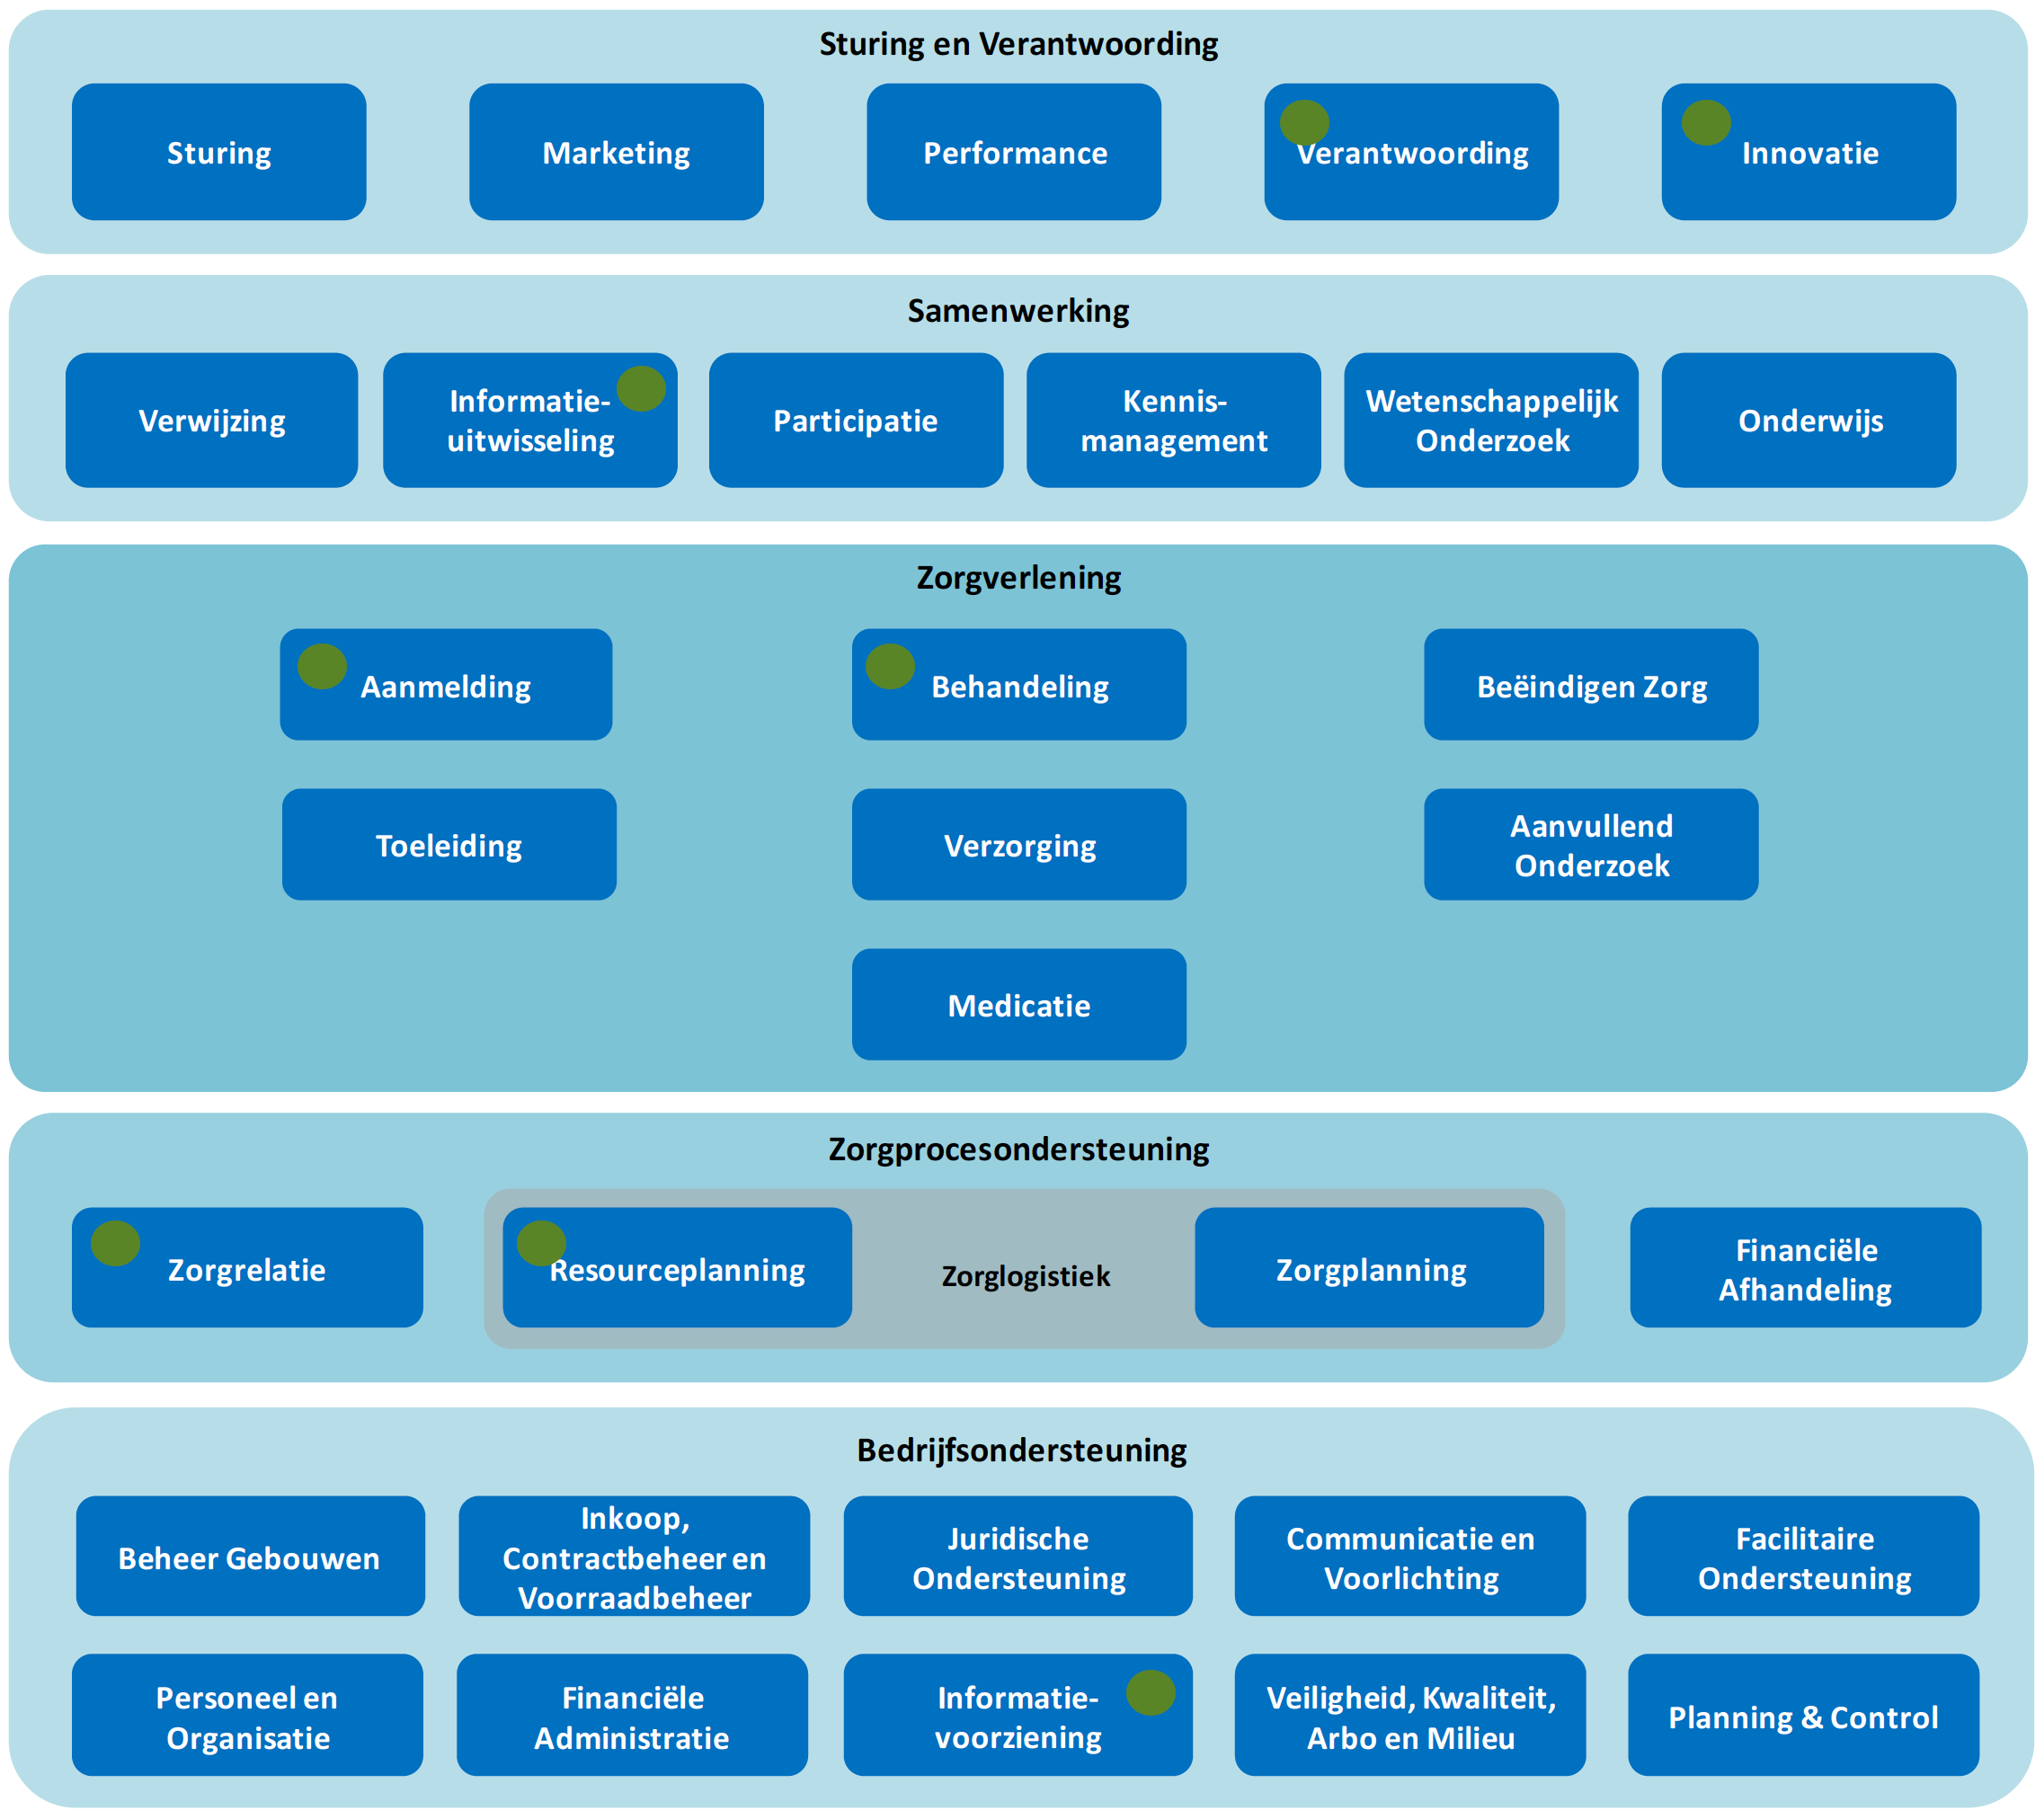 Sturing en Verantwoording
Sturing
Marketing
Performance
Verantwoording
Innovatie
Samenwerking
Verwijzing
Informatie-
uitwisseling
Participatie
Kennis-
management
Wetenschappelijk
Onderzoek
Onderwijs
Zorgverlening
Aanmelding
Behandeling
Beëindigen Zorg
Toeleiding
Verzorging
Aanvullend
Onderzoek
Medicatie
Zorgprocesondersteuning
Zorgrelatie
Resourceplanning
Zorglogistiek
Zorgplanning
Financiële
Afhandeling
Bedrijfsondersteuning
Beheer Gebouwen
Inkoop,
Contractbeheer en
Voorraadbeheer
Juridische
Ondersteuning
Communicatie en
Voorlichting
Facilitaire
Ondersteuning
Personeel en
Organisatie
Financiële
Administratie
Informatie-
voorziening
Veiligheid, Kwaliteit,
Arbo en Milieu
Planning & Control